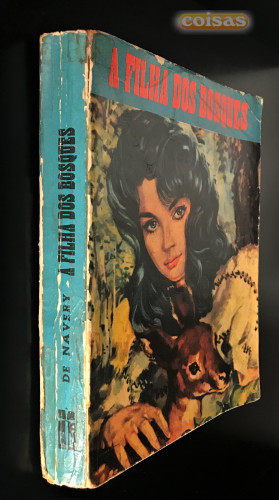 coisas
A FILHA DOS BOSQUES
DE NAVERY - A FILHA DOS BOSQUES